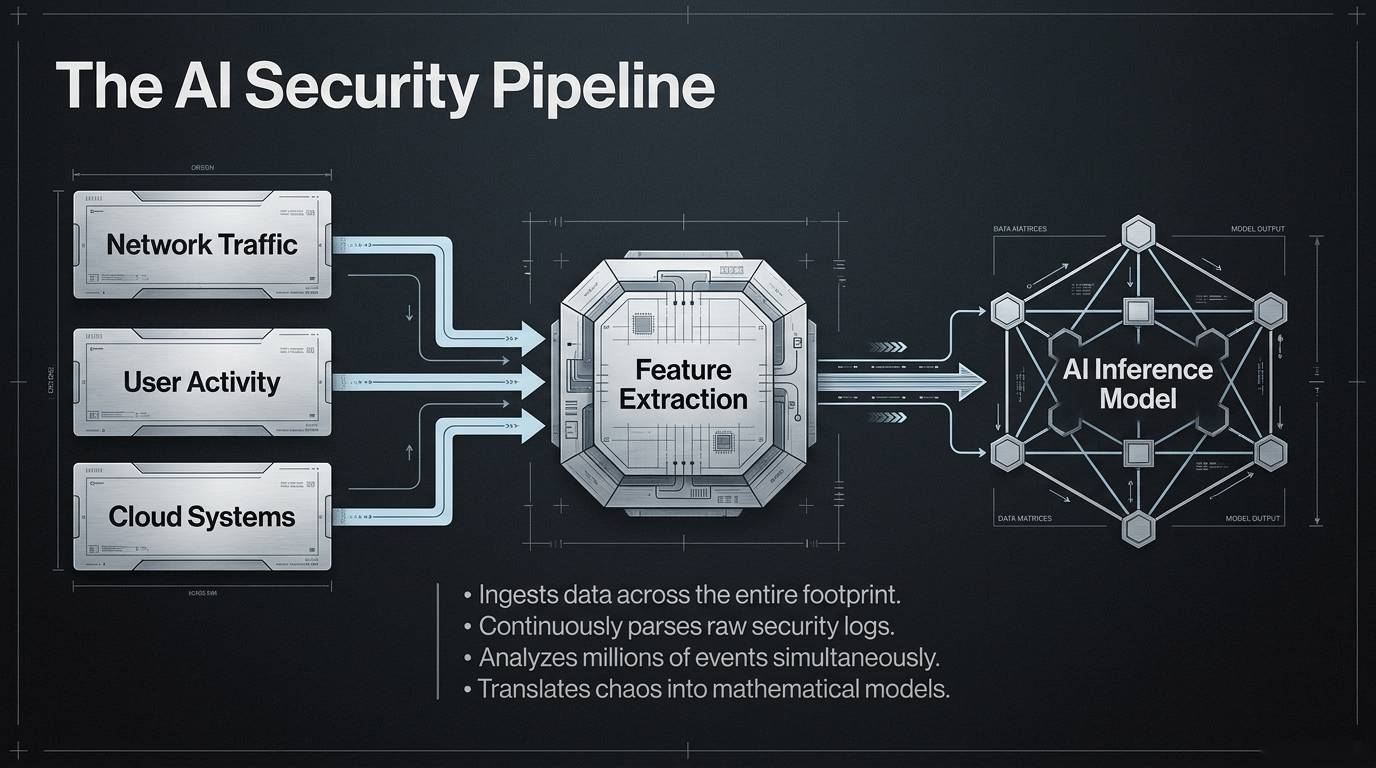 The AI Security Pipeline
Network Traffic
User Activity
Cloud Systems
Feature
Extraction
DATA AIATRICES
MODEL OUTPUT
AI Inference
Model
DATA MATRICES
MODEL OUTPUT
• Ingests data across the entire footprint.
• Continuously parses raw security logs.
• Analyzes millions of events simultaneously.
• Translates chaos into mathematical models.